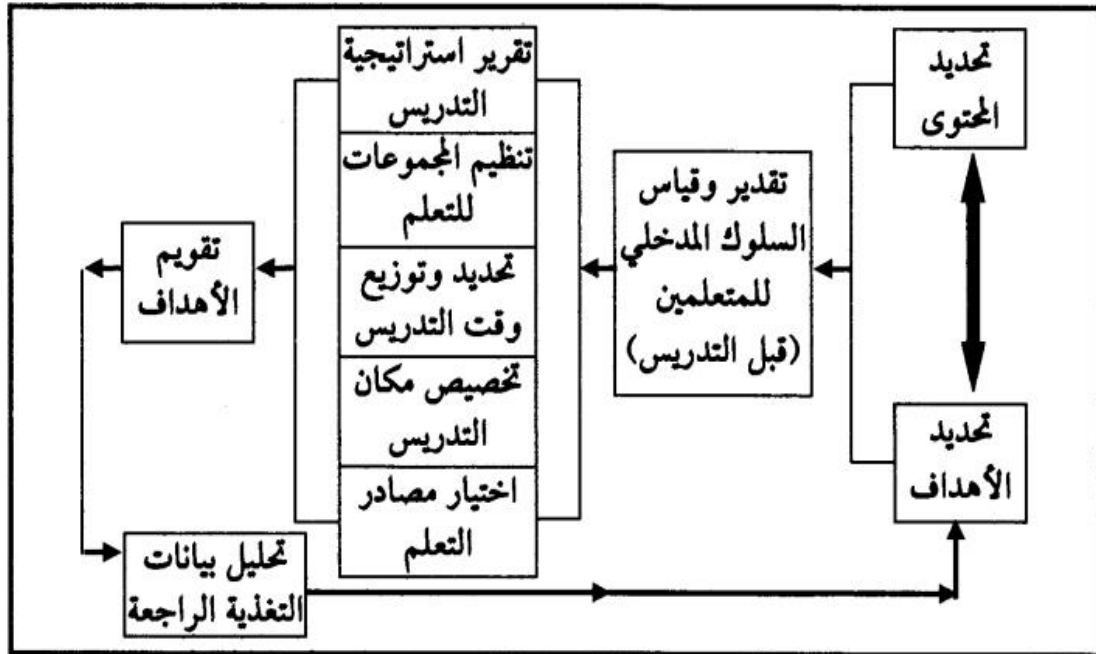 تحديد
المحتوى
تحديد
الأهداف
تقدير وقياس
السلوك المدخلي
للمتعلمين
(قبل التدريس)
تقرير استراتيجية
التدريس
تنظيم المجموعات
للتعلم
تحديد وتوزيع
وقت التدريس
تخصيص مكان
التدريس
اختيار مصادر
التعلم
تقويم
الأهداف
تحليل بيانات
التغذية الراجعة